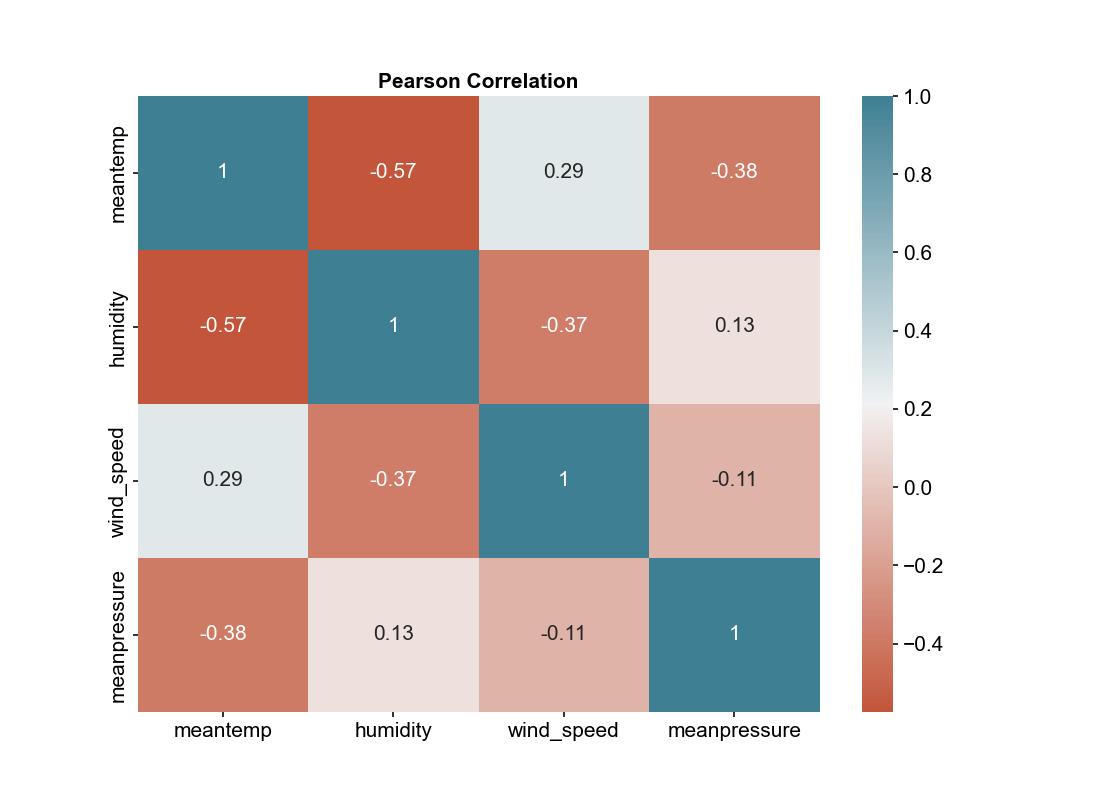 Pearson Correlation
meantemp 1 -0.57 0.29 -0.38
humidity -0.57 1 -0.37 0.13
wind_speed 0.29 -0.37 1 -0.11
meanpressure -0.38 0.13 -0.11 1
meantemp humidity wind_speed meanpressure
1.0
0.8
0.6
0.4
0.2
0.0
−0.2
−0.4